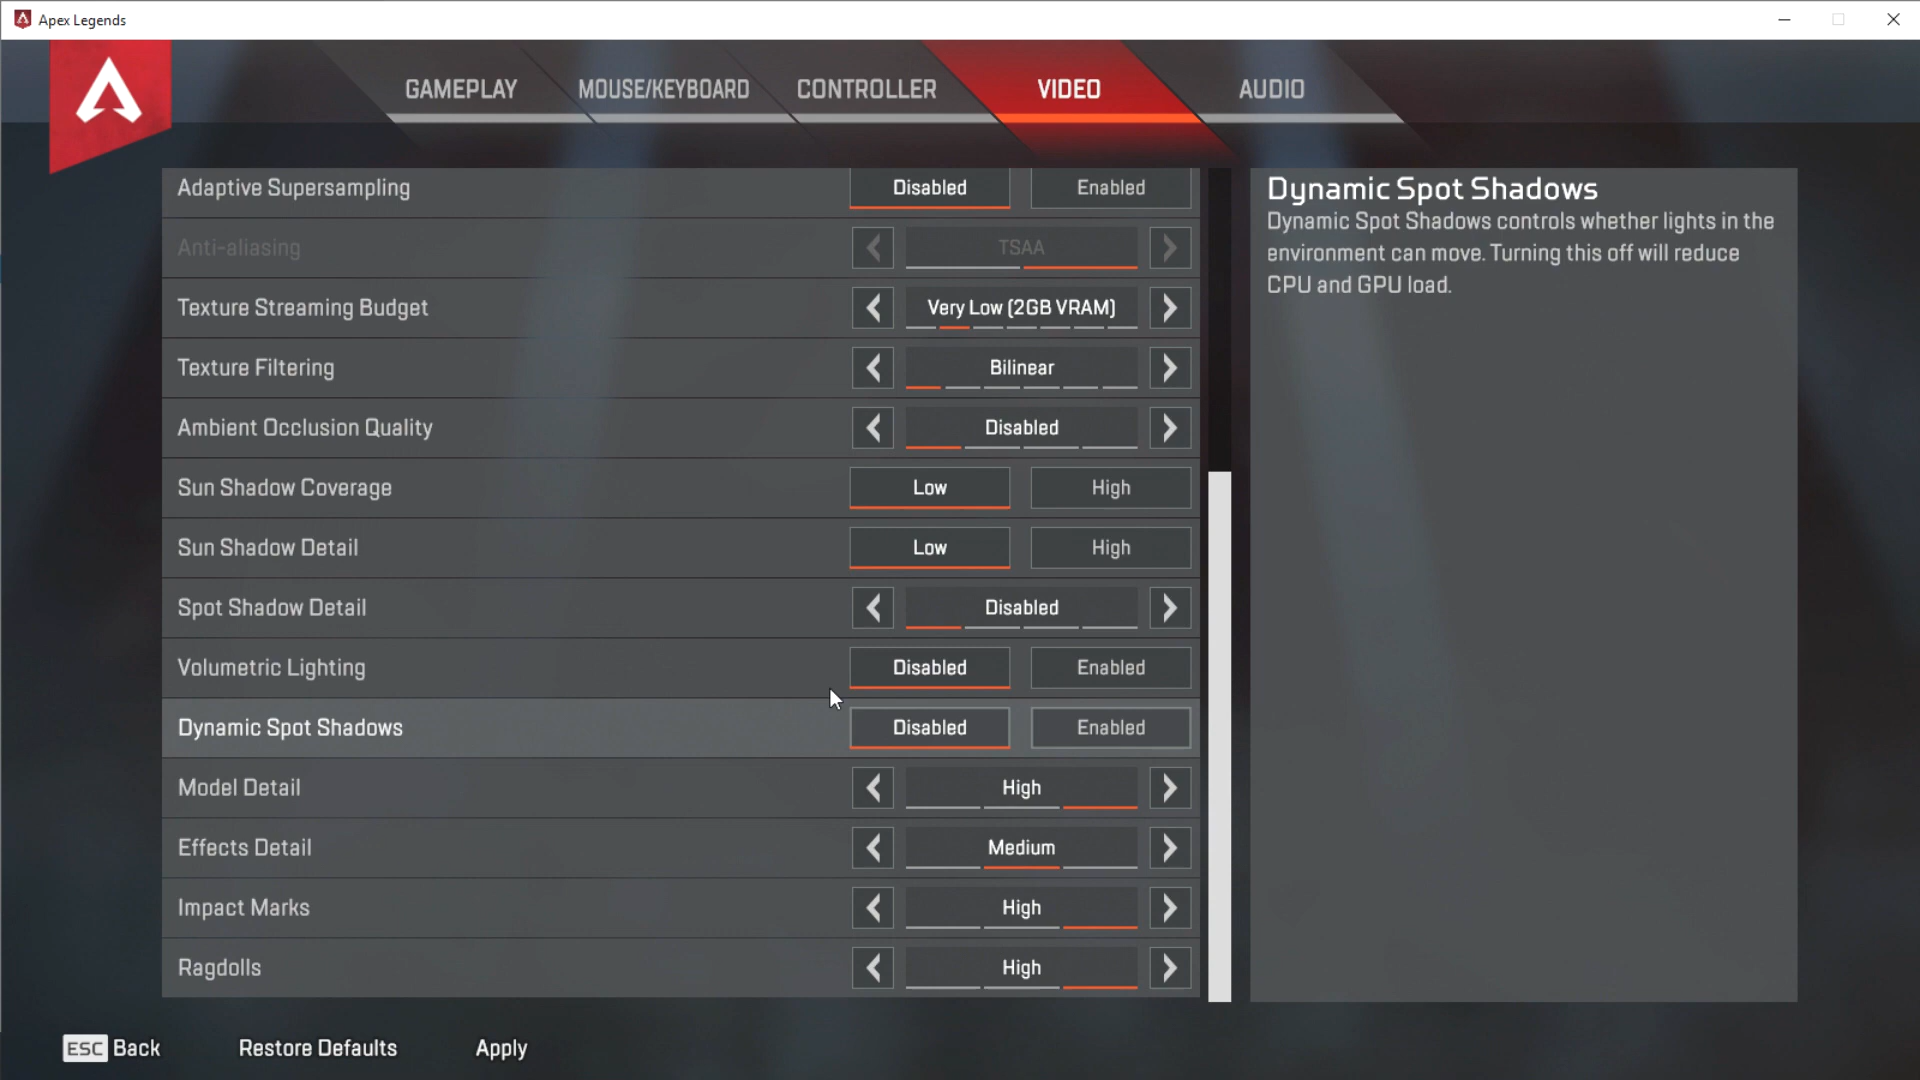 Apex Legends
GAMEPLAY MOUSE/KEYBOARD CONTROLLER VIDEO AUDIO
Adaptive Supersampling Disabled Enabled
Anti-aliasing TSAA
Texture Streaming Budget Very Low (2GB VRAM)
Texture Filtering Bilinear
Ambient Occlusion Quality Disabled
Sun Shadow Coverage Low High
Sun Shadow Detail Low High
Spot Shadow Detail Disabled
Volumetric Lighting Disabled Enabled
Dynamic Spot Shadows Disabled Enabled
Model Detail High
Effects Detail Medium
Impact Marks High
Ragdolls High
Dynamic Spot Shadows
Dynamic Spot Shadows controls whether lights in the
environment can move. Turning this off will reduce
CPU and GPU load.
ESC Back Restore Defaults Apply